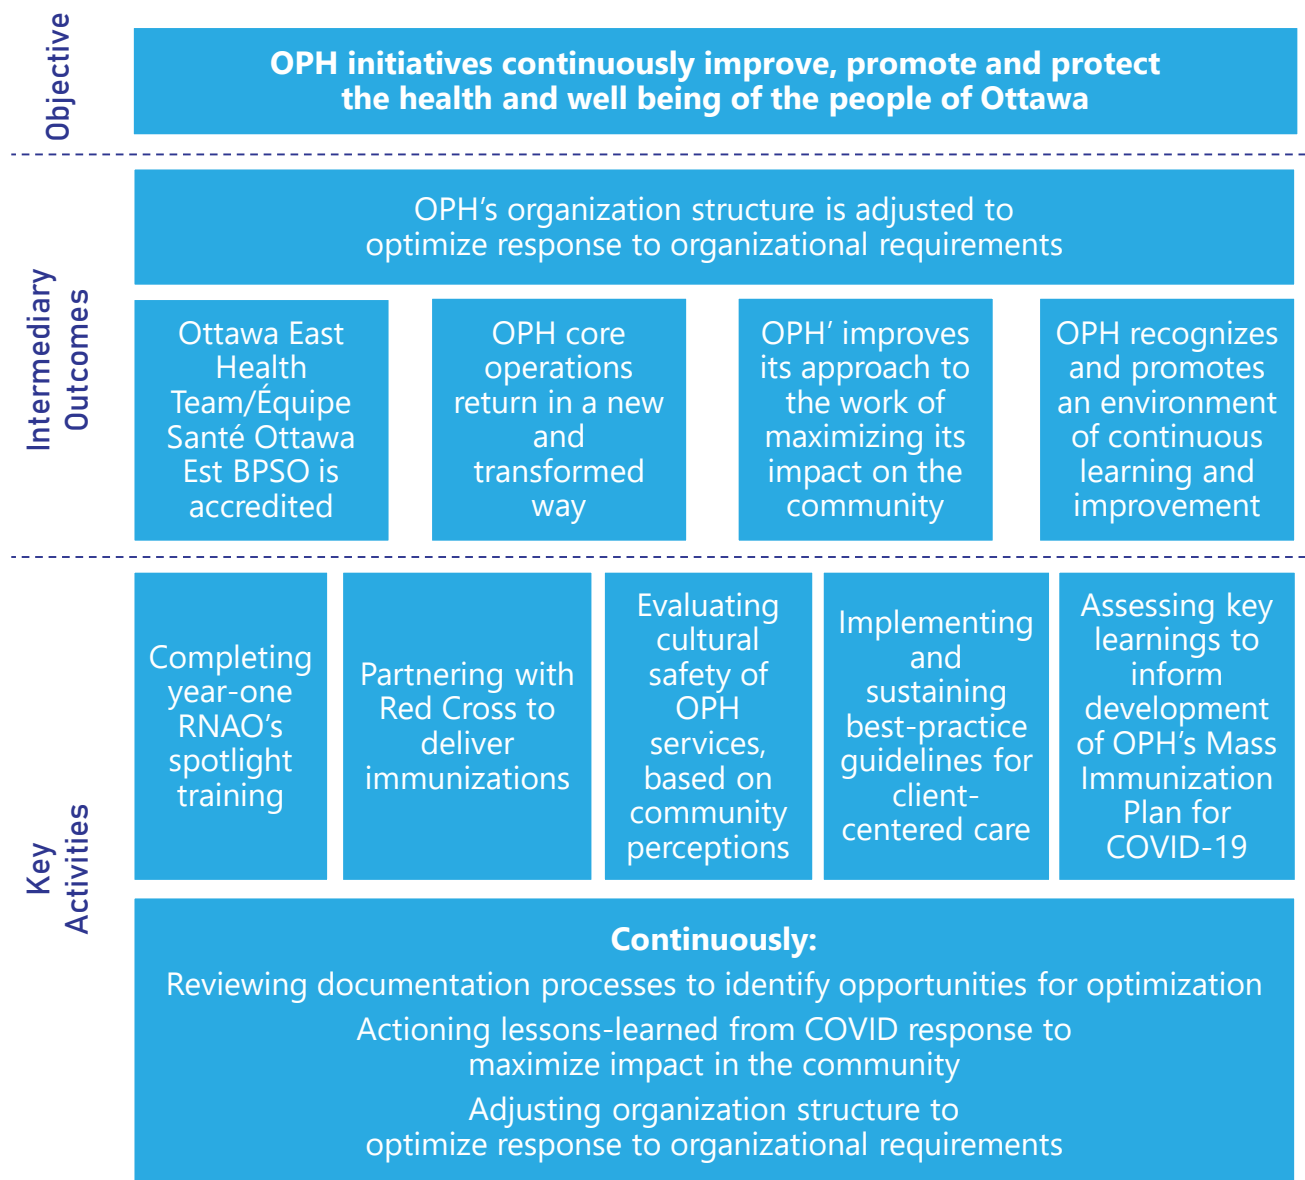 Objective
OPH initiatives continuously improve, promote and protect
the health and well being of the people of Ottawa
Intermediary
Outcomes
OPH’s organization structure is adjusted to
optimize response to organizational requirements
Ottawa East
Health
Team/Équipe
Santé Ottawa
Est BPSO is
accredited
OPH core
operations
return in a new
and
transformed
way
OPH’ improves
its approach to
the work of
maximizing its
impact on the
community
OPH recognizes
and promotes
an environment
of continuous
learning and
improvement
Key
Activities
Completing
year-one
RNAO’s
spotlight
training
Partnering with
Red Cross to
deliver
immunizations
Evaluating
cultural
safety of
OPH
services,
based on
community
perceptions
Implementing
and
sustaining
best-practice
guidelines for
client-
centered care
Assessing key
learnings to
inform
development
of OPH’s Mass
Immunization
Plan for
COVID-19
Continuously:
Reviewing documentation processes to identify opportunities for optimization
Actioning lessons-learned from COVID response to
maximize impact in the community
Adjusting organization structure to
optimize response to organizational requirements